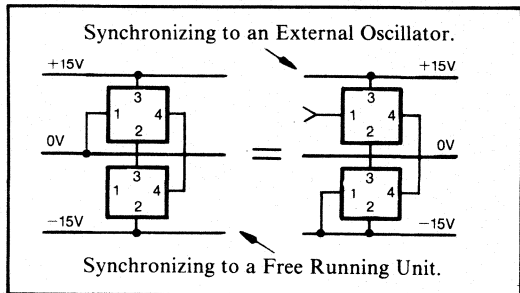 Synchronizing to an External Oscillator.
+15V +15V
3 3
1 4 1 4
2 2
0V 0V
=
3 3
1 4 1 4
2 2
−15V −15V
Synchronizing to a Free Running Unit.